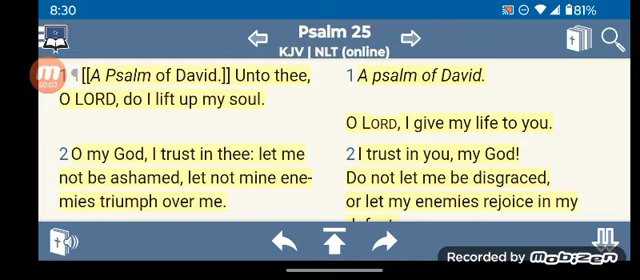 8:30
81%
Psalm 25
KJV | NLT (online)
00:02
1 ¶ [[A Psalm of David.]] Unto thee,
O LORD, do I lift up my soul.
2 O my God, I trust in thee: let me
not be ashamed, let not mine ene-
mies triumph over me.
1 A psalm of David.
O LORD, I give my life to you.
2 I trust in you, my God!
Do not let me be disgraced,
or let my enemies rejoice in my
Recorded by
MOBIZEN